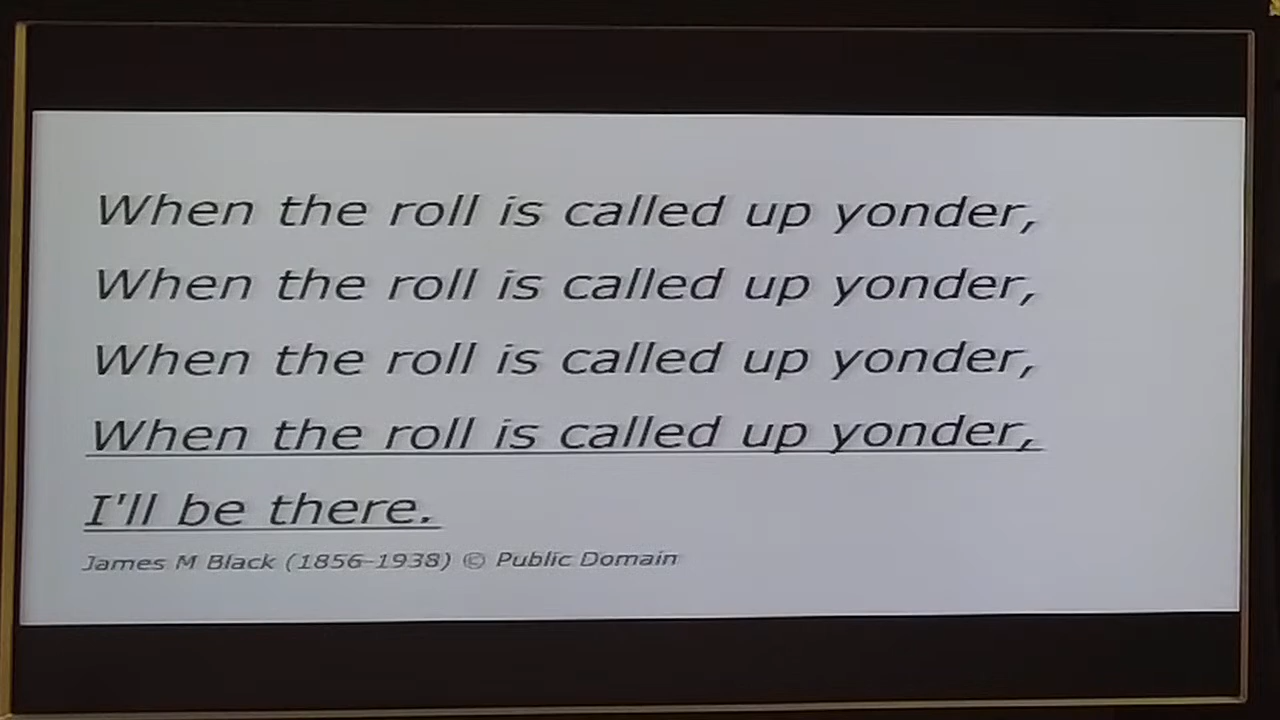 When the roll is called up yonder,
When the roll is called up yonder,
When the roll is called up yonder,
When the roll is called up yonder,
I'll be there.
James M Black (1856–1938) © Public Domain